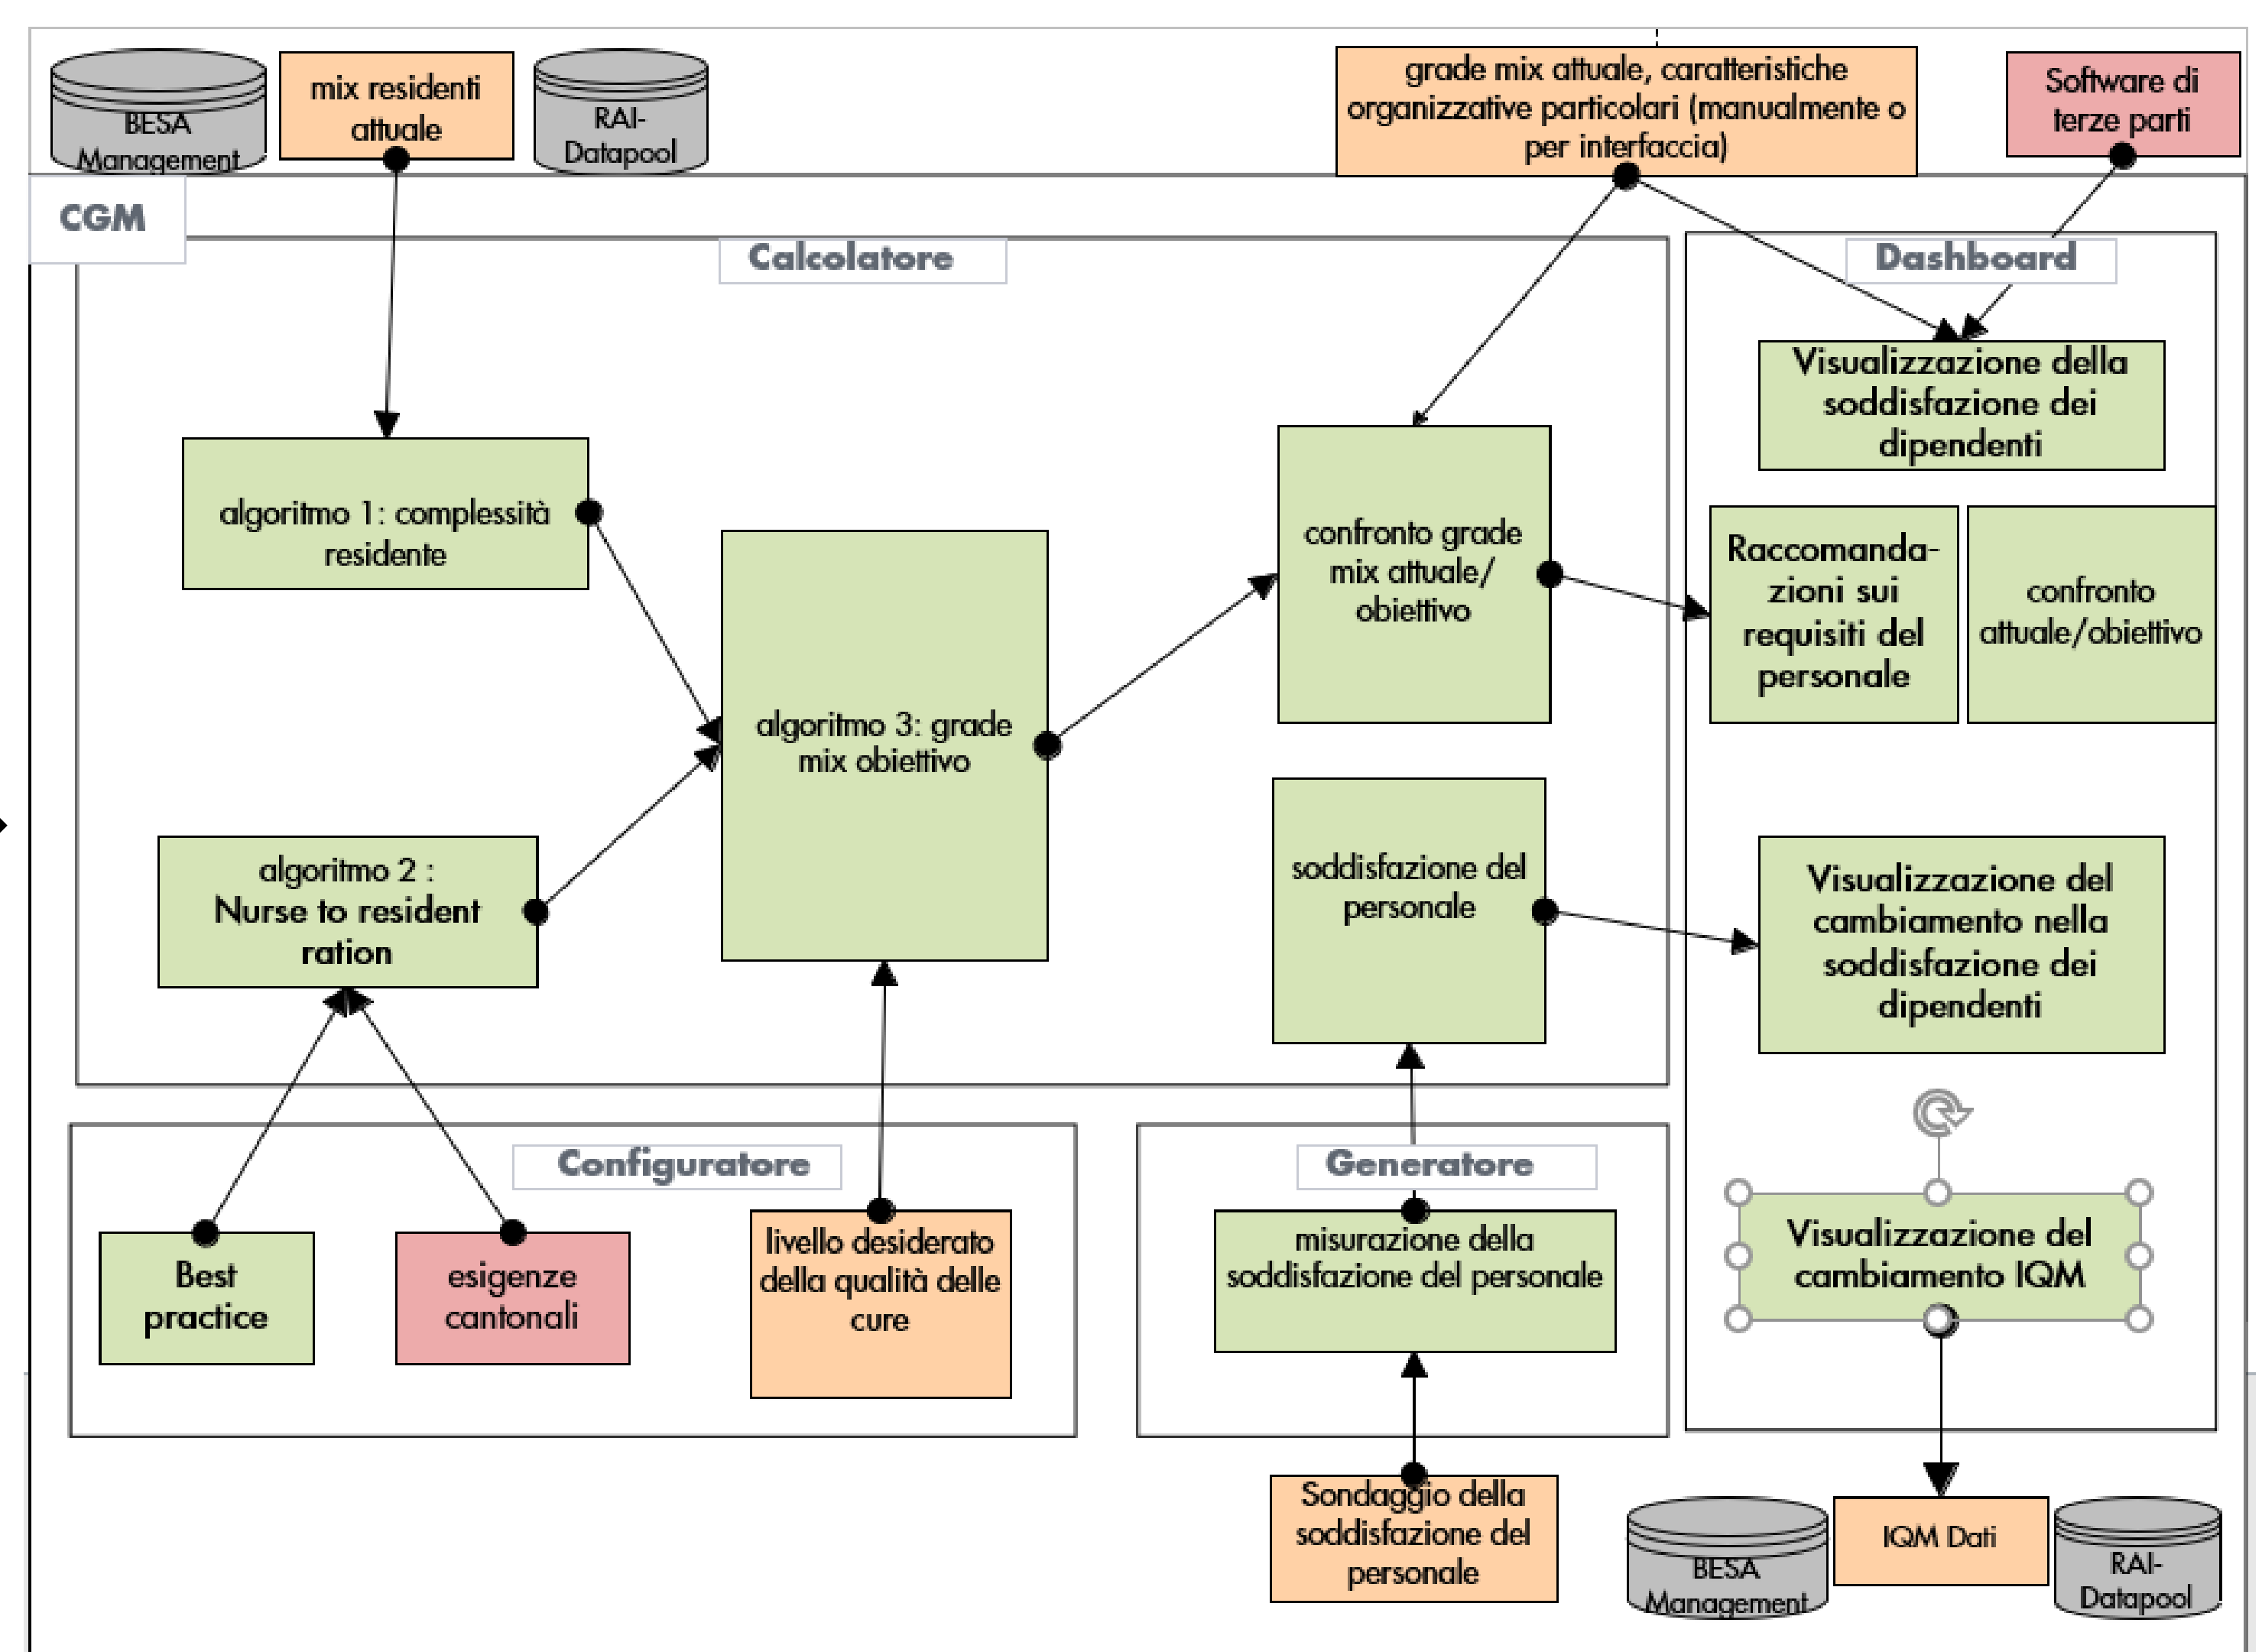 BESA
Management
mix residenti
attuale
RAI-
Datapool
grade mix attuale, caratteristiche
organizzative particolari (manualmente o
per interfaccia)
Software di
terze parti
CGM
Calcolatore
Dashboard
Visualizzazione della
soddisfazione dei
dipendenti
algoritmo 1: complessità
residente
confronto grade
mix attuale/
obiettivo
Raccomanda-
zioni sui
requisiti del
personale
confronto
attuale/obiettivo
algoritmo 3: grade
mix obiettivo
algoritmo 2 :
Nurse to resident
ration
soddisfazione del
personale
Visualizzazione del
cambiamento nella
soddisfazione dei
dipendenti
Configuratore
Generatore
Best
practice
esigenze
cantonali
livello desiderato
della qualità delle
cure
misurazione della
soddisfazione del personale
Visualizzazione del
cambiamento IQM
Sondaggio della
soddisfazione del
personale
BESA
Management
IQM Dati
RAI-
Datapool